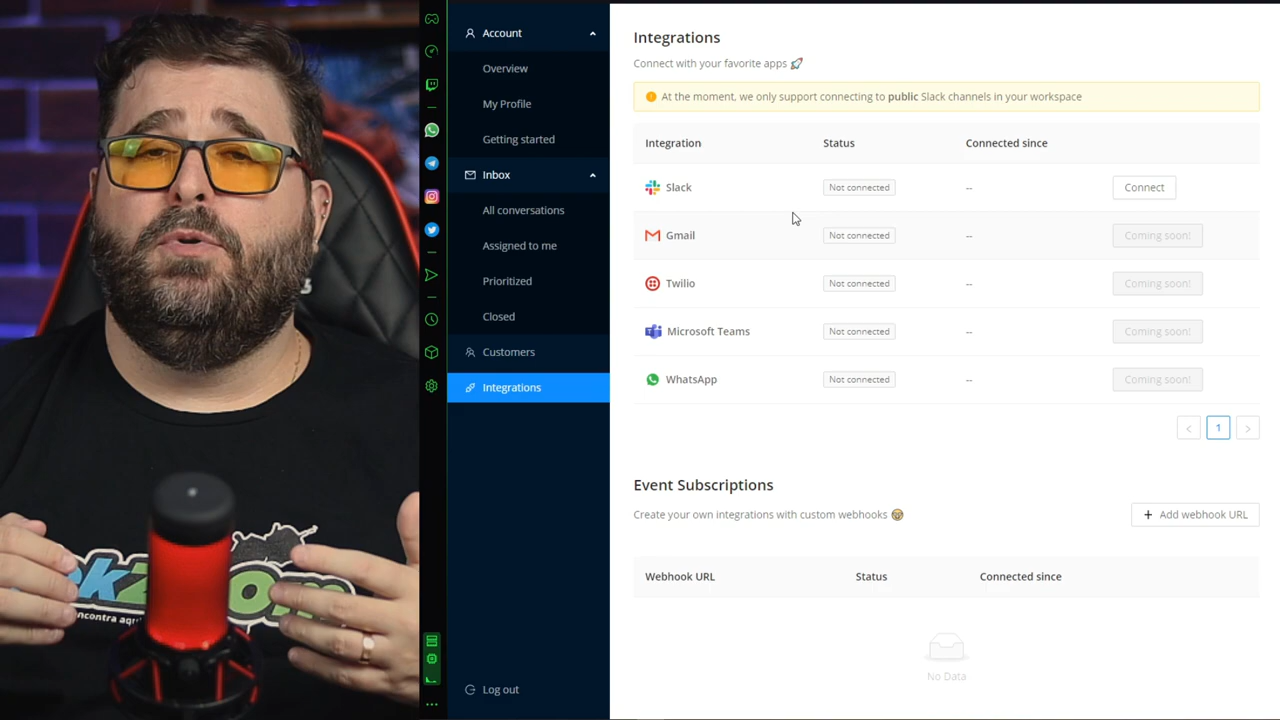 Account
Overview
My Profile
Getting started
Inbox
All conversations
Assigned to me
Prioritized
Closed
Customers
Integrations
Log out
Integrations
Connect with your favorite apps 🚀
At the moment, we only support connecting to public Slack channels in your workspace
Integration Status Connected since
Slack Not connected -- Connect
Gmail Not connected -- Coming soon!
Twilio Not connected -- Coming soon!
Microsoft Teams Not connected -- Coming soon!
WhatsApp Not connected -- Coming soon!
< 1 >
Event Subscriptions
Create your own integrations with custom webhooks 🤓
+ Add webhook URL
Webhook URL Status Connected since
No Data